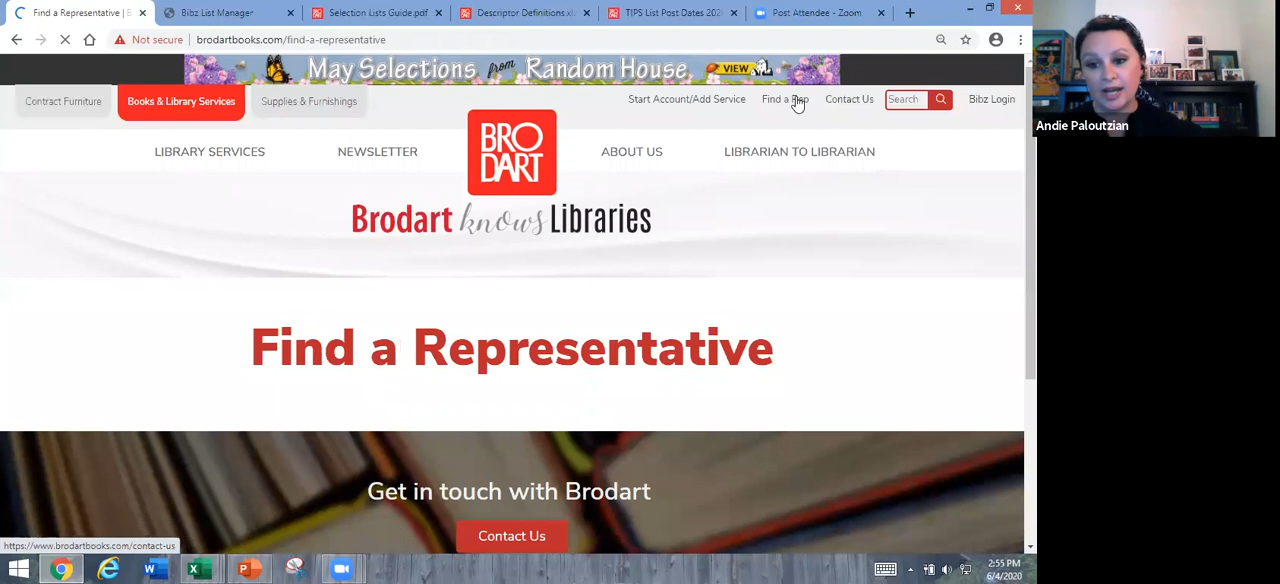 Find a Representative | B
Bibz List Manager
Selection Lists Guide.pdf
Descriptor Definitions.xls
TIPS List Post Dates 202
Post Attendee - Zoom
Not secure | brodartbooks.com/find-a-representative
May Selections from Random House VIEW
Contract Furniture
Books & Library Services
Supplies & Furnishings
Start Account/Add Service
Find a Rep
Contact Us
Search
Bibz Login
LIBRARY SERVICES
NEWSLETTER
BRO
DART
ABOUT US
LIBRARIAN TO LIBRARIAN
Brodart knows Libraries
Find a Representative
Get in touch with Brodart
Contact Us
https://www.brodartbooks.com/contact-us
2:55 PM
6/4/2020
Andie Paloutzian